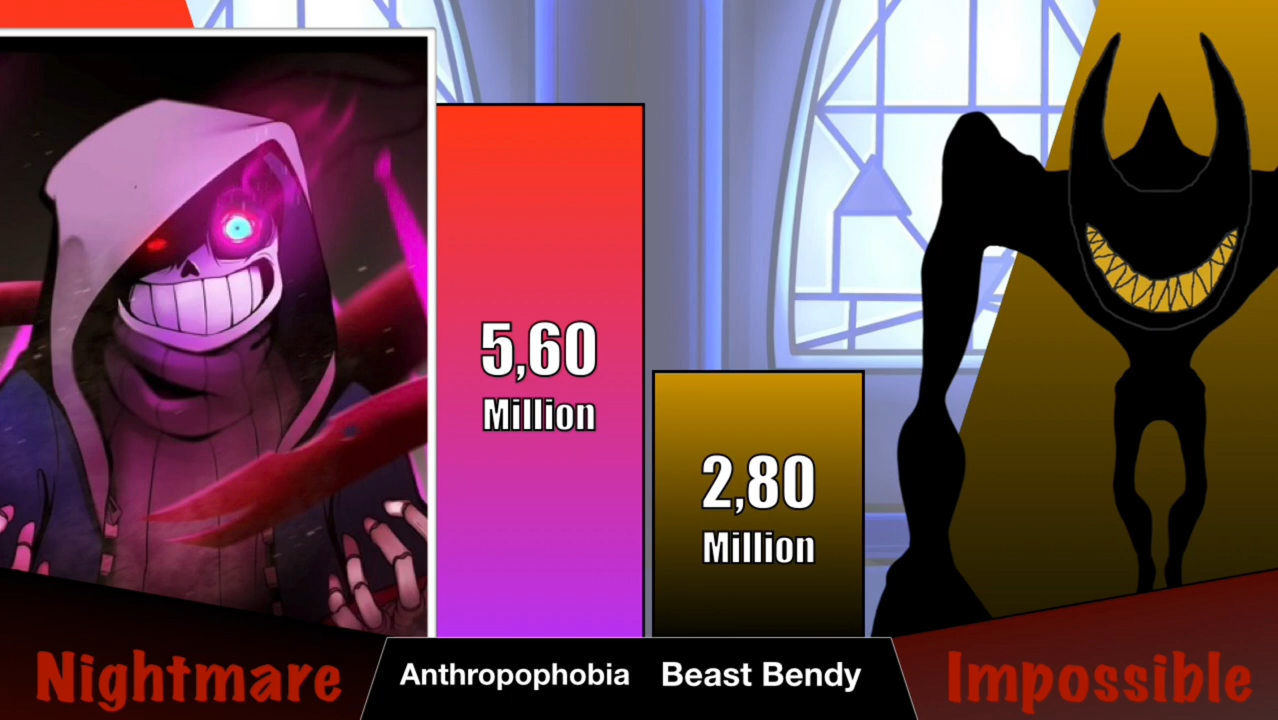 5,60
Million
2,80
Million
Nightmare
Anthropophobia
Beast Bendy
Impossible